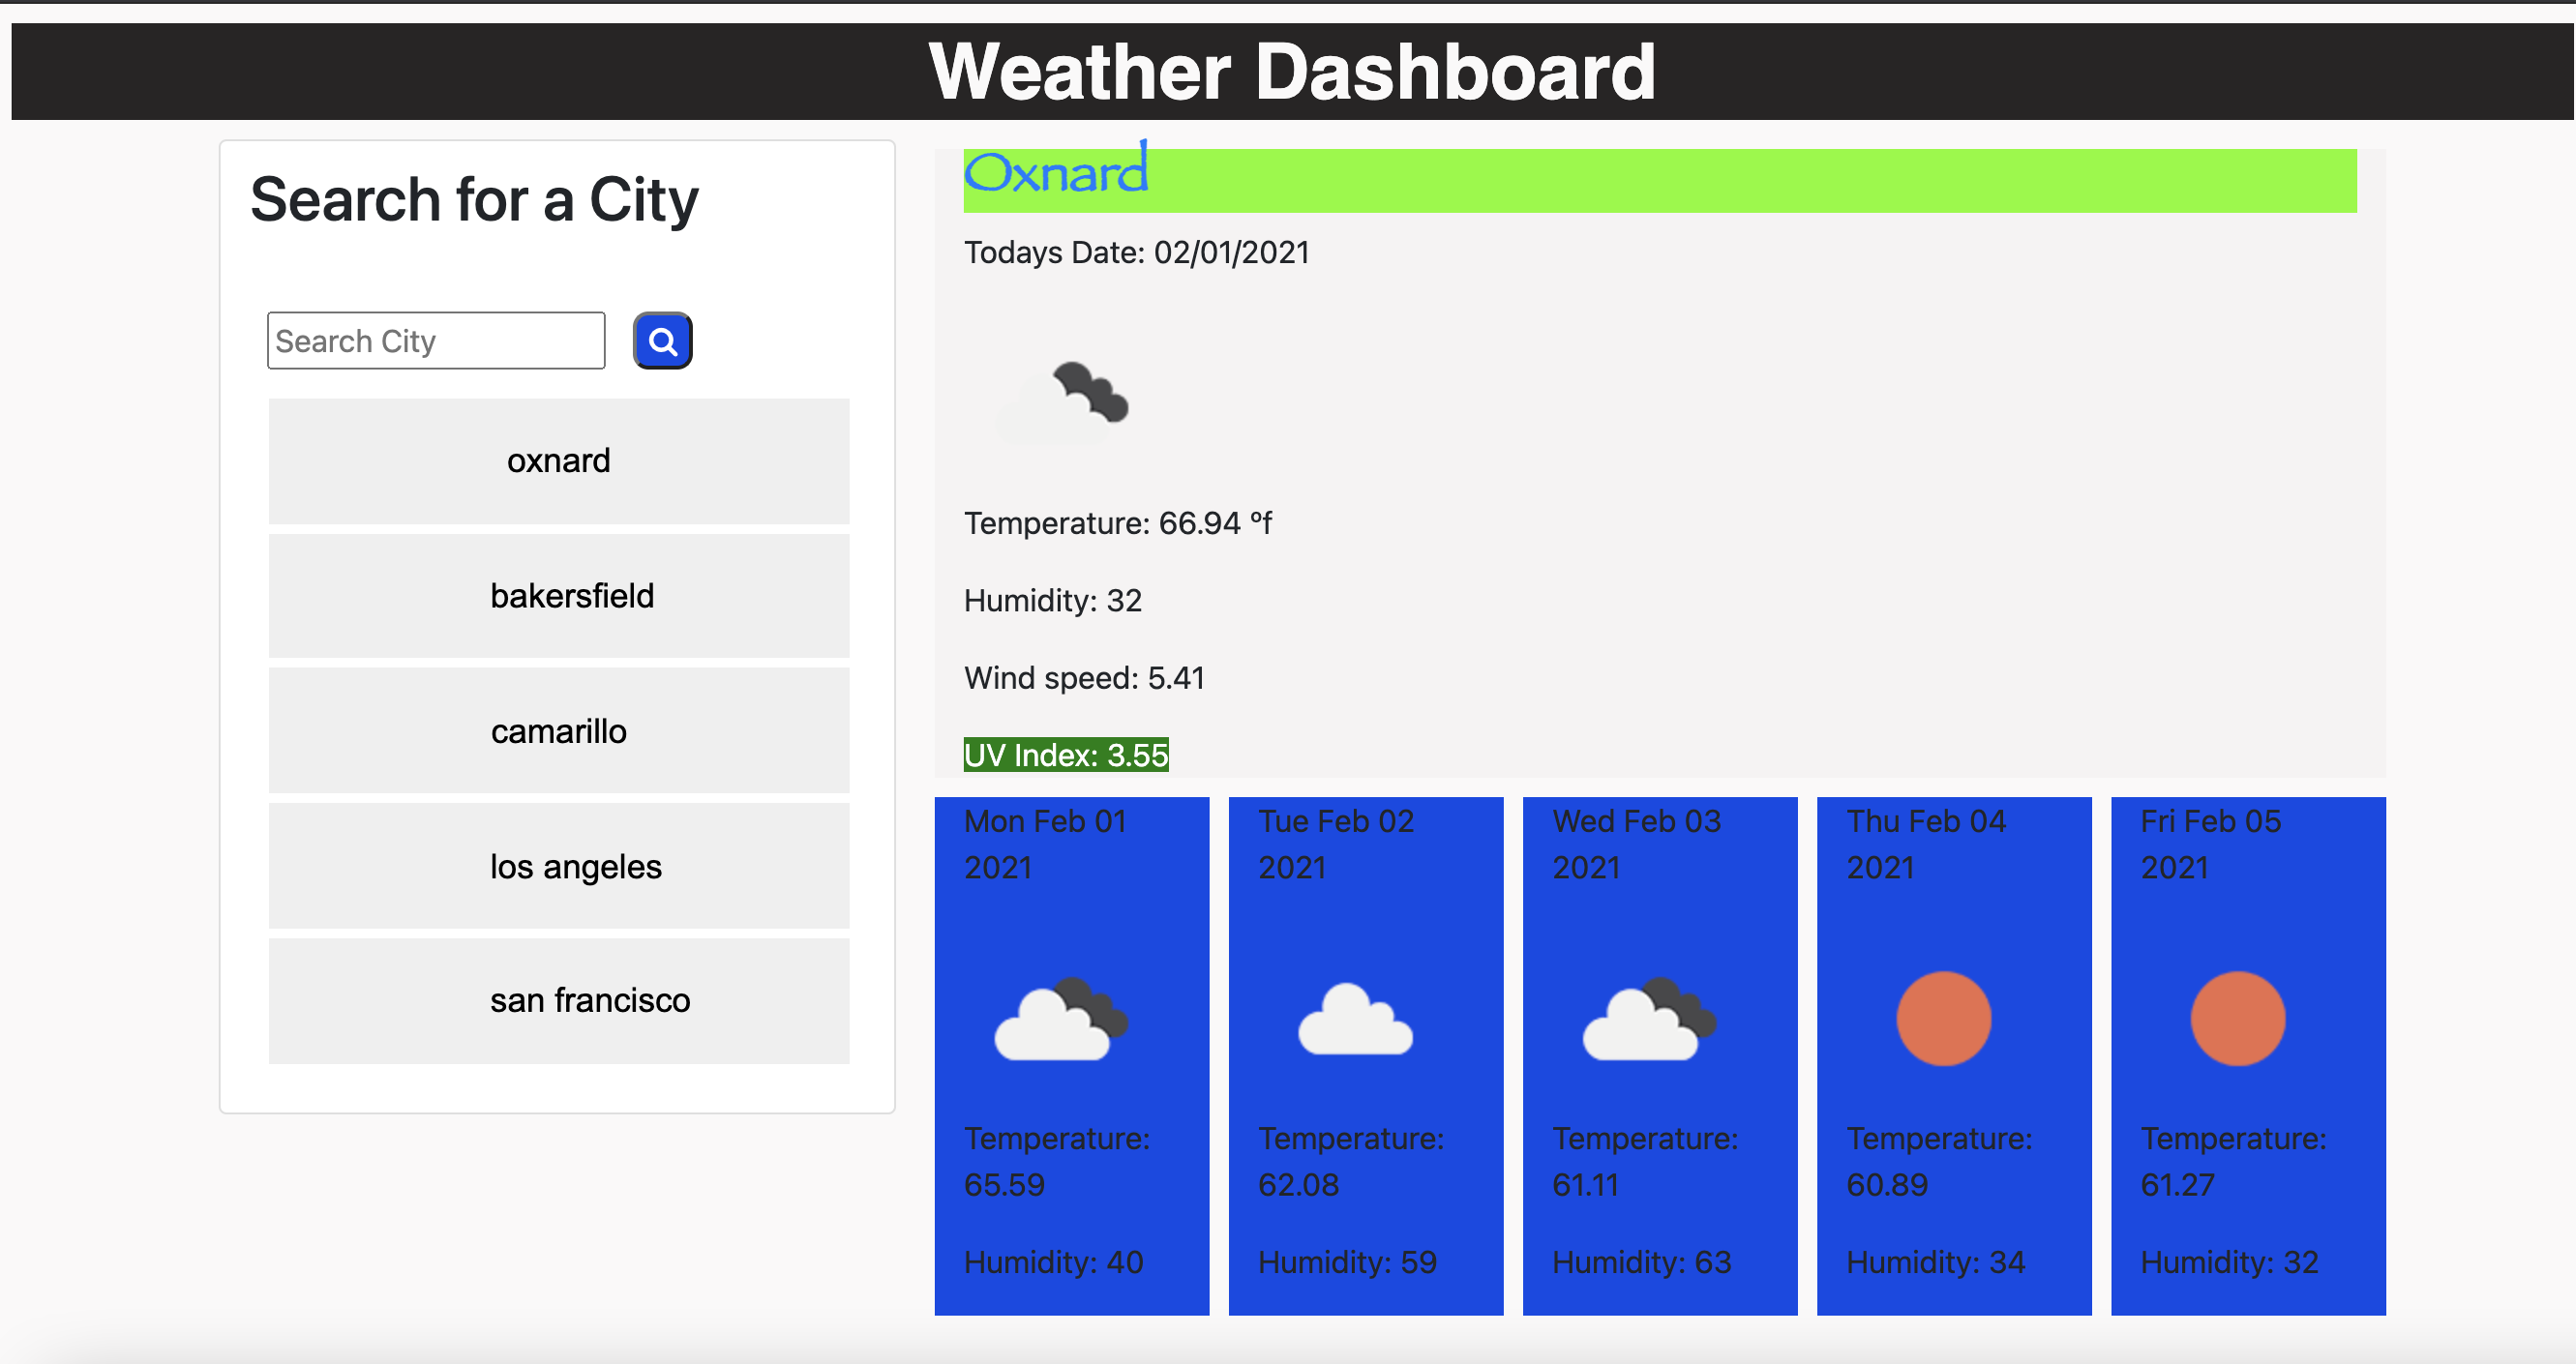 Weather Dashboard
Search for a City
Search City
oxnard
bakersfield
camarillo
los angeles
san francisco
Oxnard
Todays Date: 02/01/2021
Temperature: 66.94 ºf
Humidity: 32
Wind speed: 5.41
UV Index: 3.55
Mon Feb 01
2021
Temperature:
65.59
Humidity: 40
Tue Feb 02
2021
Temperature:
62.08
Humidity: 59
Wed Feb 03
2021
Temperature:
61.11
Humidity: 63
Thu Feb 04
2021
Temperature:
60.89
Humidity: 34
Fri Feb 05
2021
Temperature:
61.27
Humidity: 32